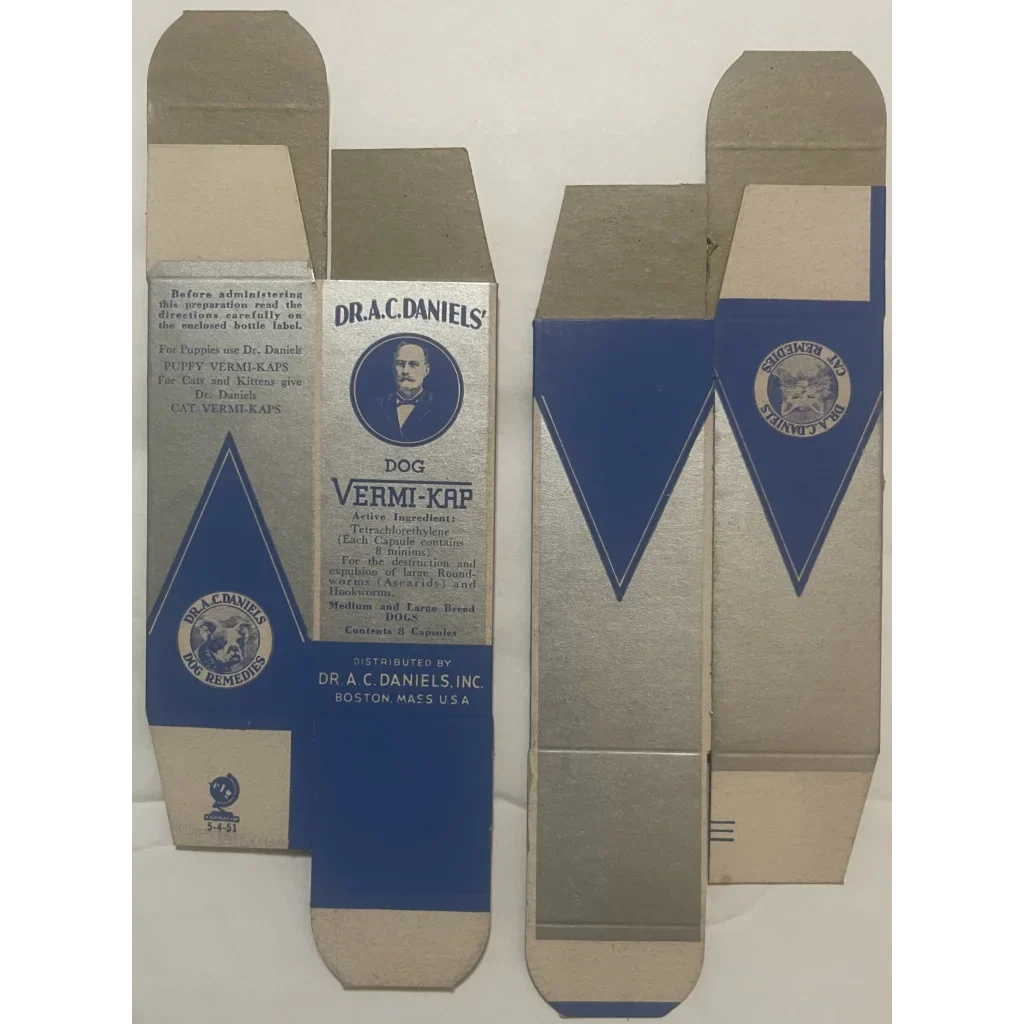 Before administering
this preparation read the
directions carefully on
the enclosed bottle label.
For Puppies use Dr. Daniels
PUPPY VERMI-KAPS
For Cats and Kittens give
Dr. Daniels
CAT VERMI-KAPS
DR. A.C. DANIELS
DOG REMEDIES
5-4-51
DR. A.C. DANIELS'
DOG
VERMI-KAP
Active Ingredient:
Tetrachlorethylene
(Each Capsule contains
8 minims)
For the destruction and
expulsion of large Round-
worms (Ascarids) and
Hookworms.
Medium and Large Breed
DOGS
Contents 8 Capsules
DISTRIBUTED BY
DR. A. C. DANIELS, INC.
BOSTON, MASS. U.S.A
DR. A.C. DANIELS
CAT REMEDIES